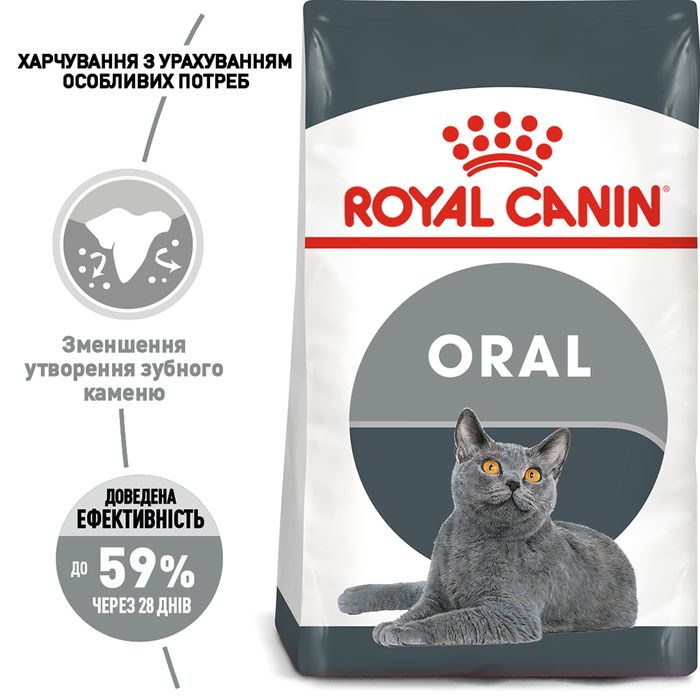 ХАРЧУВАННЯ З УРАХУВАННЯМ
ОСОБЛИВИХ ПОТРЕБ
Зменшення
утворення зубного
каменю
ДОВЕДЕНА
ЕФЕКТИВНІСТЬ
ДО 59%
ЧЕРЕЗ 28 ДНІВ
ROYAL CANIN®
ORAL